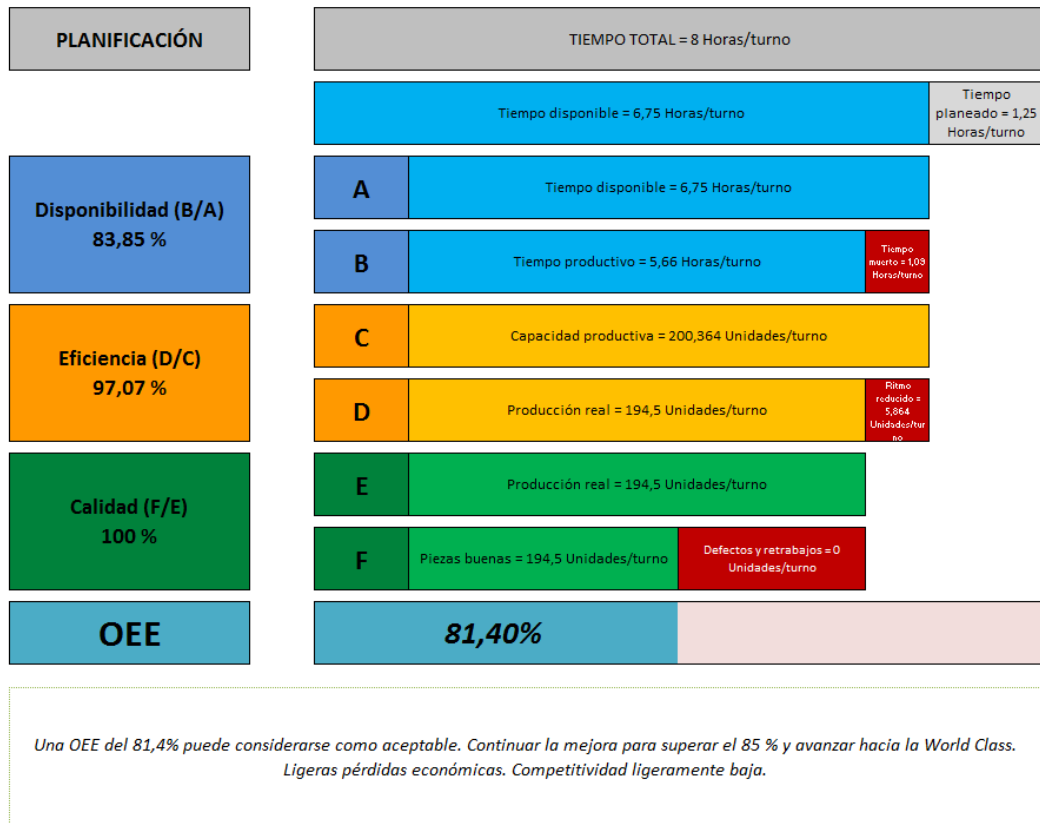 PLANIFICACIÓN
TIEMPO TOTAL = 8 Horas/turno
Tiempo disponible = 6,75 Horas/turno
Tiempo
planeado = 1,25
Horas/turno
Disponibilidad (B/A)
83,85 %
A
Tiempo disponible = 6,75 Horas/turno
B
Tiempo productivo = 5,66 Horas/turno
Tiempo
muerto = 1,09
Horas/turno
Eficiencia (D/C)
97,07 %
C
Capacidad productiva = 200,364 Unidades/turno
D
Producción real = 194,5 Unidades/turno
Ritmo
reducido =
5,864
Unidades/tur
no
Calidad (F/E)
100 %
E
Producción real = 194,5 Unidades/turno
F
Piezas buenas = 194,5 Unidades/turno
Defectos y retrabajos = 0
Unidades/turno
OEE
81,40%
Una OEE del 81,4% puede considerarse como aceptable. Continuar la mejora para superar el 85 % y avanzar hacia la World Class.
Ligeras pérdidas económicas. Competitividad ligeramente baja.